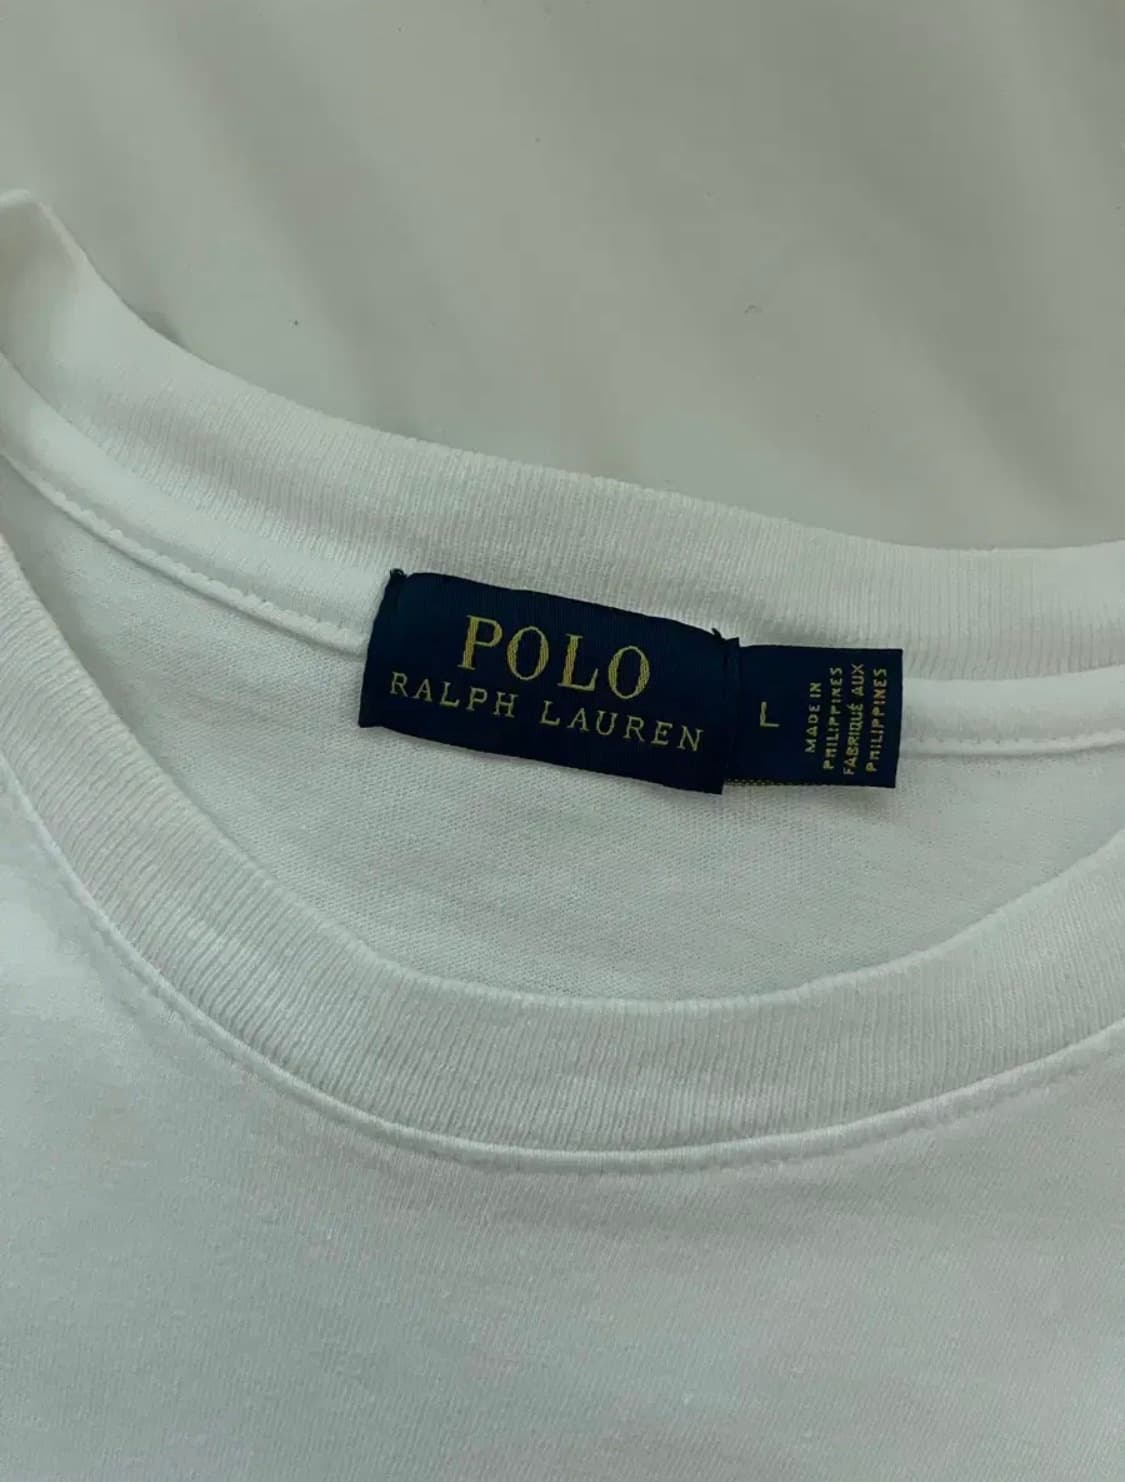 POLO
RALPH LAUREN
L
MADE IN
PHILIPPINES
FABRIQUÉ AUX
PHILIPPINES